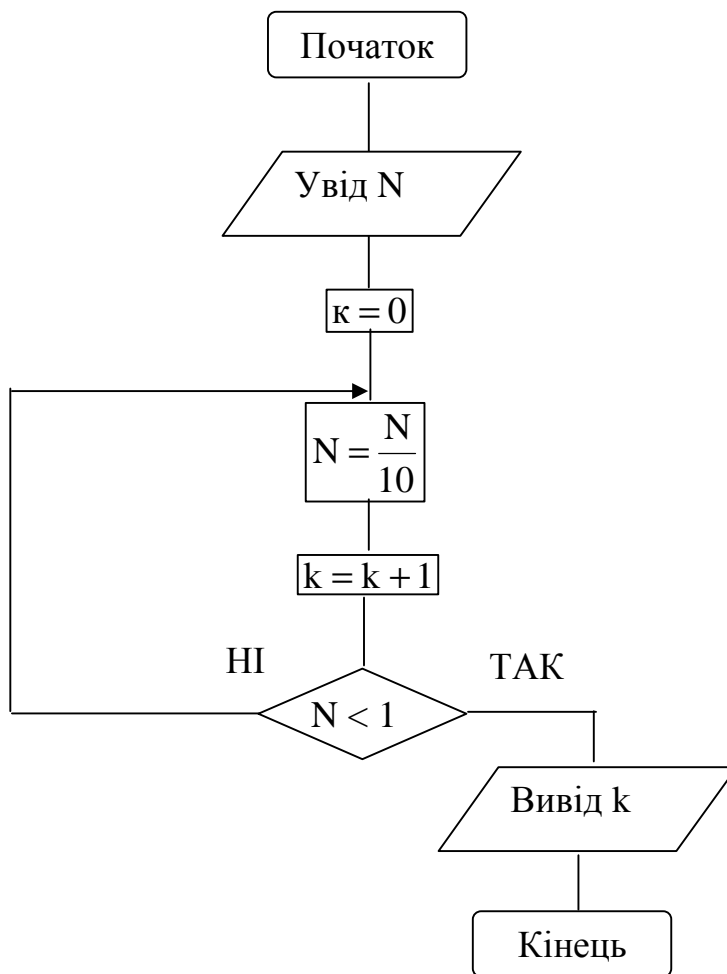 Початок
Увід N
к = 0
N = N/10
k = k + 1
НІ
ТАК
N < 1
Вивід k
Кінець